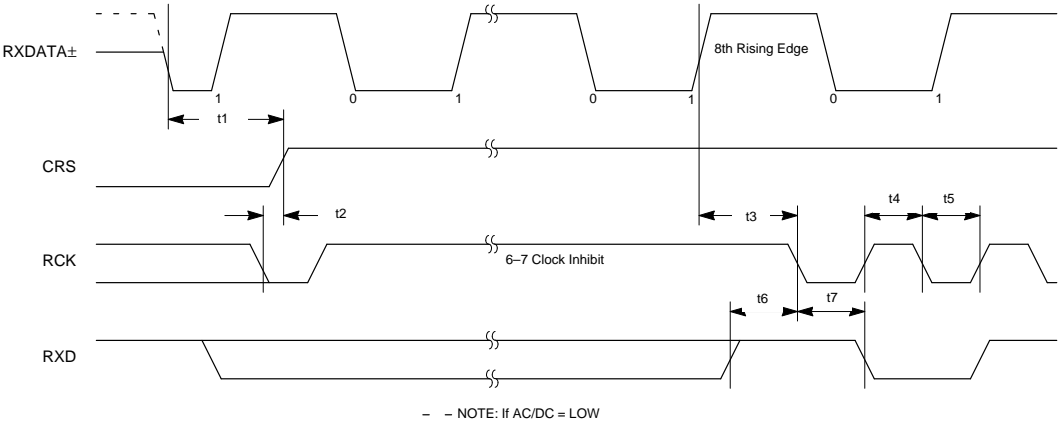 RXDATA±
8th Rising Edge
1 0 1 0 1 0 1
t1
CRS
t2
t3 t4 t5
RCK
6–7 Clock Inhibit
t6 t7
RXD
– – NOTE: If AC/DC = LOW